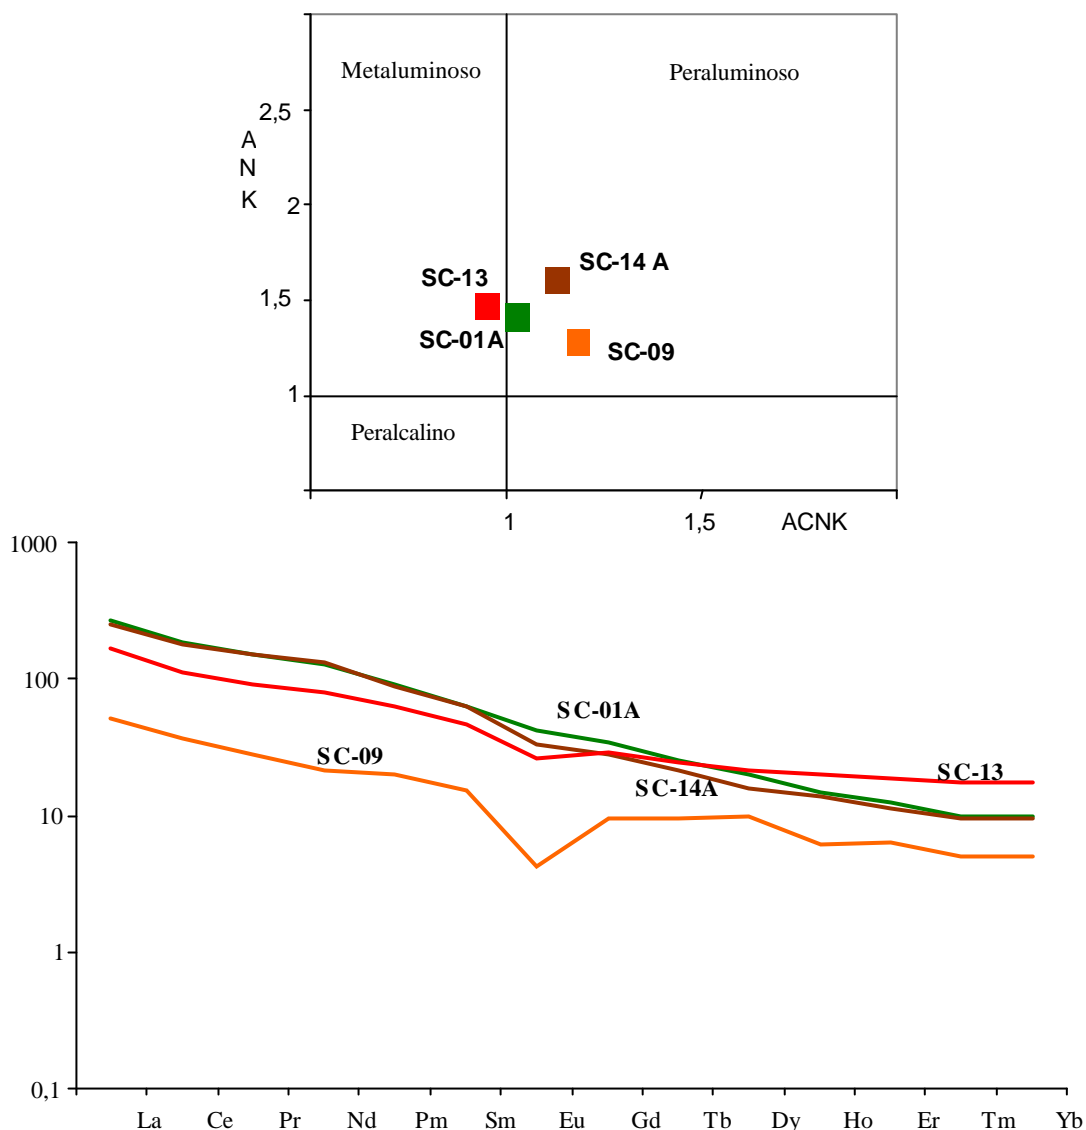 Metaluminoso Peraluminoso
2,5
A
N
K
2
SC-14 A
SC-13
1,5
SC-01A
SC-09
1
Peralcalino
1 1,5 ACNK
1000
100
SC-01A
SC-09
SC-13
SC-14A
10
1
0,1
La Ce Pr Nd Pm Sm Eu Gd Tb Dy Ho Er Tm Yb